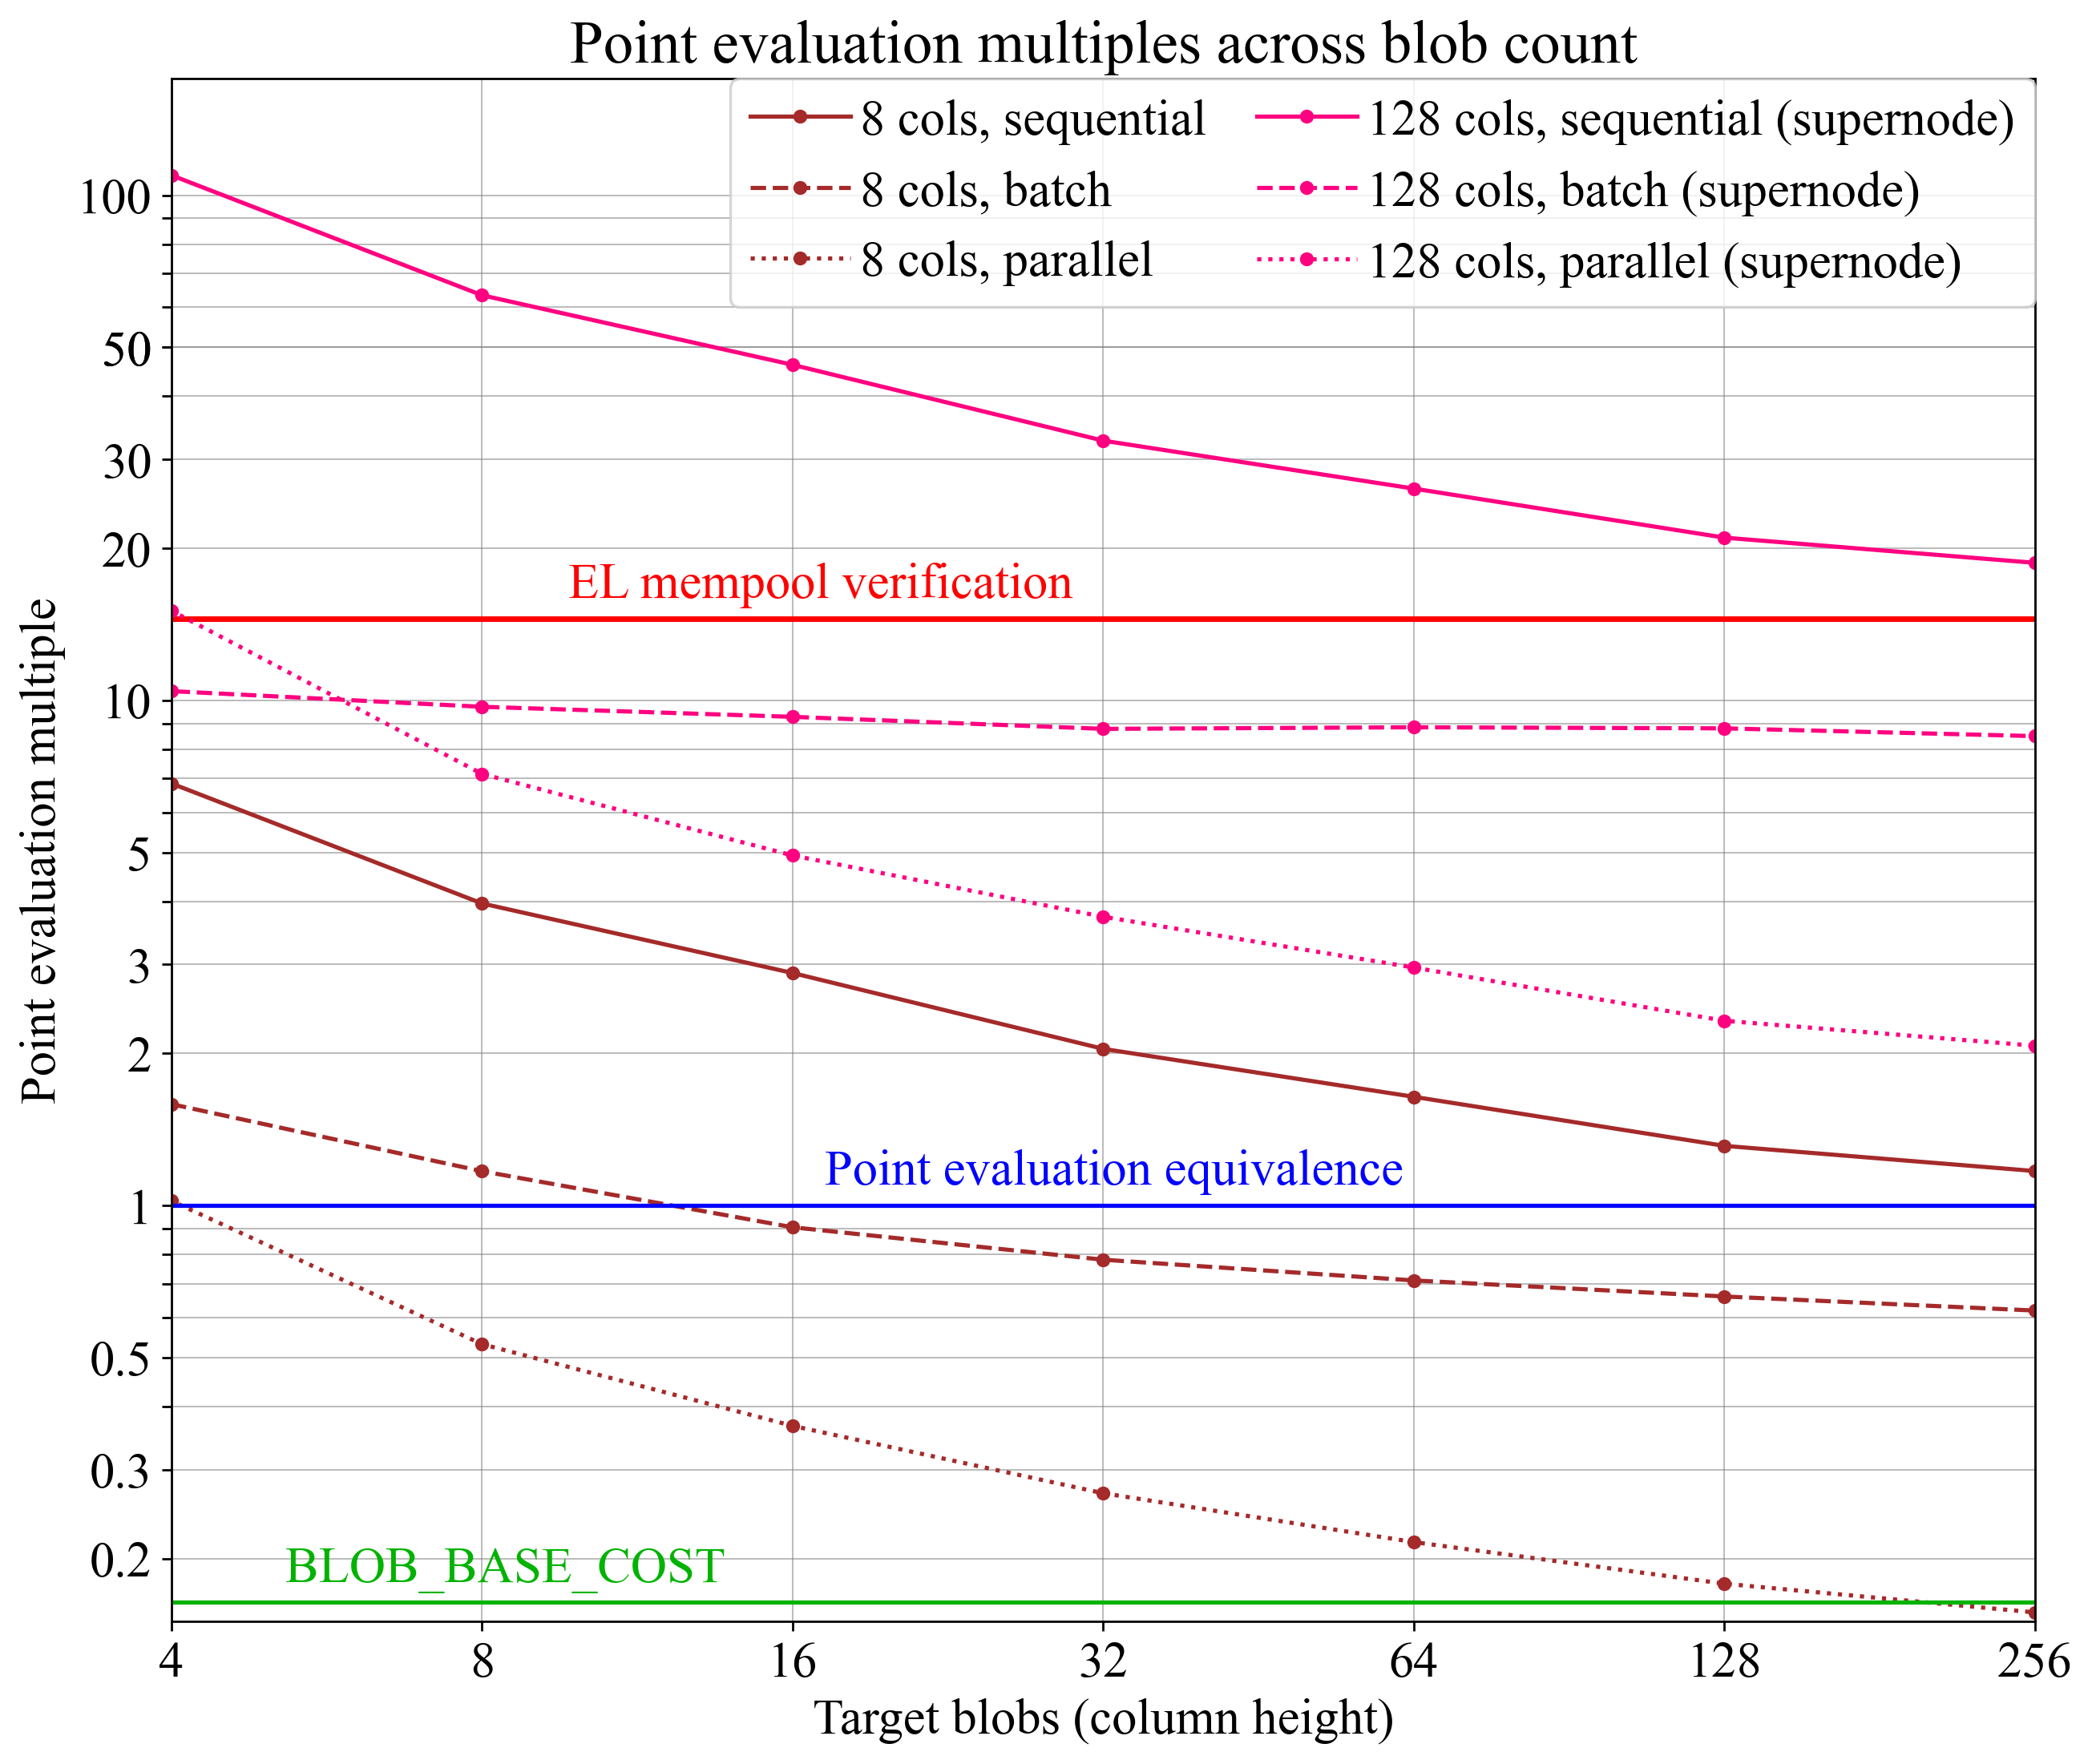 Point evaluation multiples across blob count
8 cols, sequential
8 cols, batch
8 cols, parallel
128 cols, sequential (supernode)
128 cols, batch (supernode)
128 cols, parallel (supernode)
Point evaluation multiple
100
50
30
20
10
5
3
2
1
0.5
0.3
0.2
EL mempool verification
Point evaluation equivalence
BLOB_BASE_COST
4
8
16
32
64
128
256
Target blobs (column height)